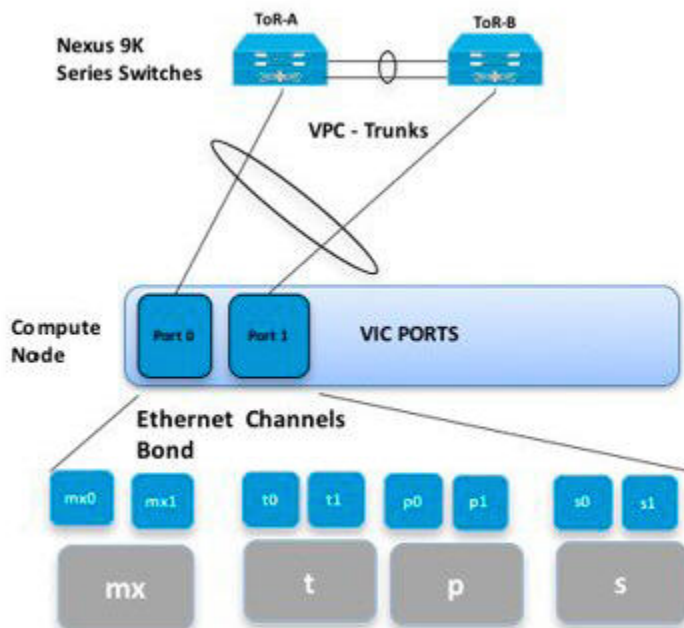 ToR-A
ToR-B
Nexus 9K
Series Switches
VPC - Trunks
Compute
Node
Port 0
Port 1
VIC PORTS
Ethernet Channels
Bond
mx0
mx1
t0
t1
p0
p1
s0
s1
mx
t
p
s